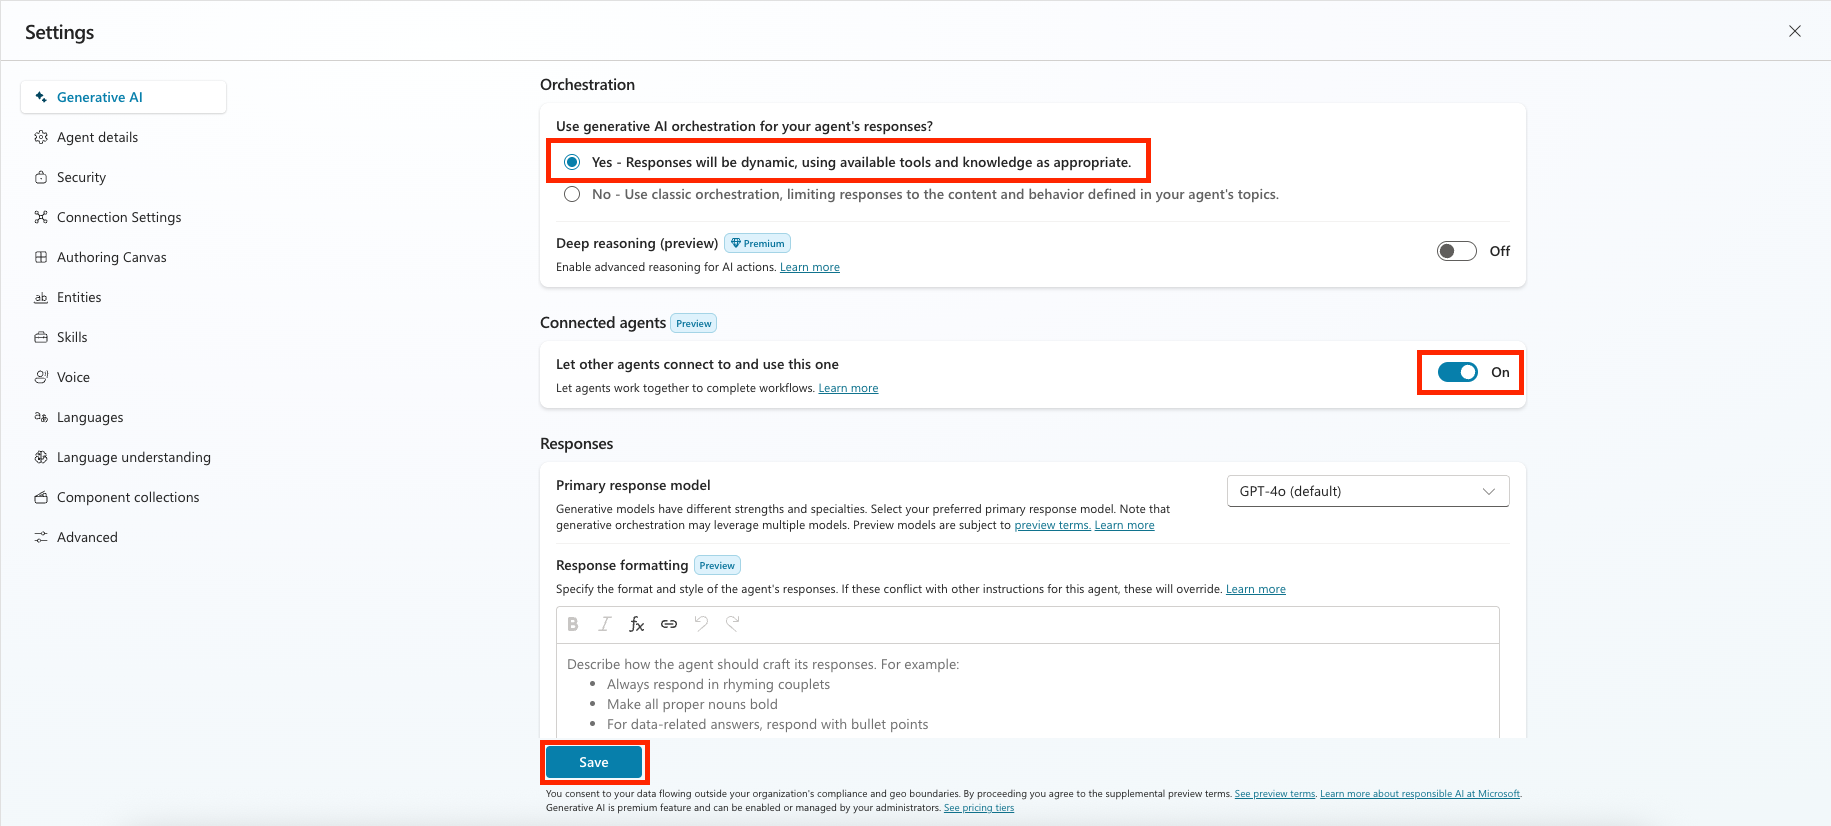 Settings
Generative AI
Agent details
Security
Connection Settings
Authoring Canvas
Entities
Skills
Voice
Languages
Language understanding
Component collections
Advanced
Orchestration
Use generative AI orchestration for your agent's responses?
Yes - Responses will be dynamic, using available tools and knowledge as appropriate.
No - Use classic orchestration, limiting responses to the content and behavior defined in your agent's topics.
Deep reasoning (preview) Premium
Enable advanced reasoning for AI actions. Learn more
Off
Connected agents Preview
Let other agents connect to and use this one
Let agents work together to complete workflows. Learn more
On
Responses
Primary response model
Generative models have different strengths and specialties. Select your preferred primary response model. Note that
generative orchestration may leverage multiple models. Preview models are subject to preview terms. Learn more
GPT-4o (default)
Response formatting Preview
Specify the format and style of the agent's responses. If these conflict with other instructions for this agent, these will override. Learn more
B I fx
Describe how the agent should craft its responses. For example:
• Always respond in rhyming couplets
• Make all proper nouns bold
• For data-related answers, respond with bullet points
Save
You consent to your data flowing outside your organization's compliance and geo boundaries. By proceeding you agree to the supplemental preview terms. See preview terms. Learn more about responsible AI at Microsoft.
Generative AI is premium feature and can be enabled or managed by your administrators. See pricing tiers